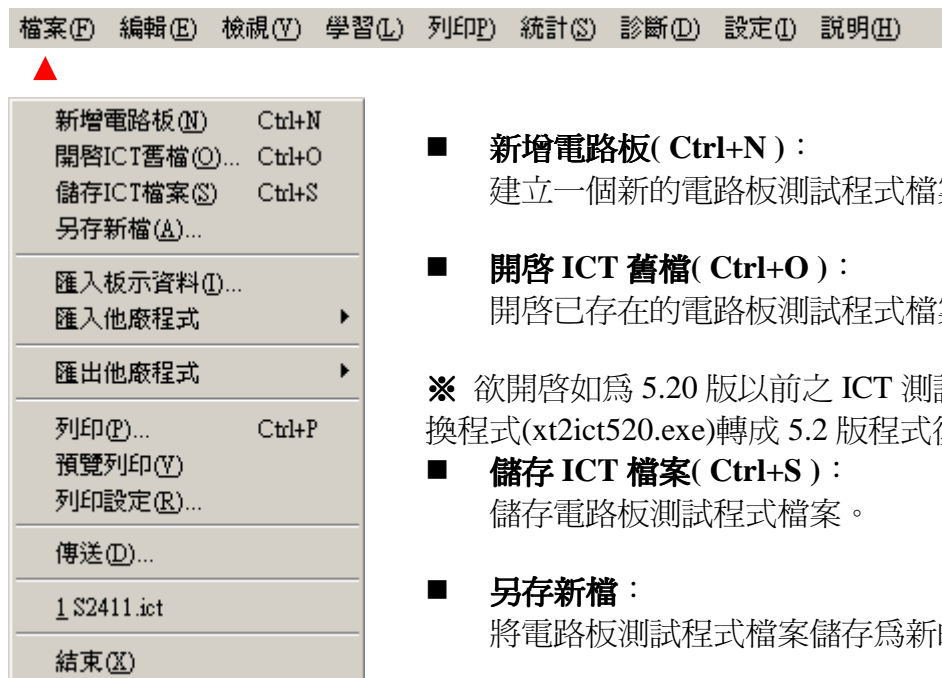 檔案(F) 編輯(E) 檢視(V) 學習(L) 列印P) 統計(S) 診斷(D) 設定(I) 說明(H)
新增電路板(N) Ctrl+N
開啟ICT舊檔(O)... Ctrl+O
儲存ICT檔案(S) Ctrl+S
另存新檔(A)...
匯入板示資料(I)...
匯入他廠程式
匯出他廠程式
列印(P)... Ctrl+P
預覽列印(V)
列印設定(R)...
傳送(D)...
1 S2411.ict
結束(X)
■ 新增電路板( Ctrl+N )：
建立一個新的電路板測試程式檔
■ 開啟 ICT 舊檔( Ctrl+O )：
開啟已存在的電路板測試程式檔
※ 欲開啟如為 5.20 版以前之 ICT 測
換程式(xt2ict520.exe)轉成 5.2 版程式
■ 儲存 ICT 檔案( Ctrl+S )：
儲存電路板測試程式檔案。
■ 另存新檔：
將電路板測試程式檔案儲存為新